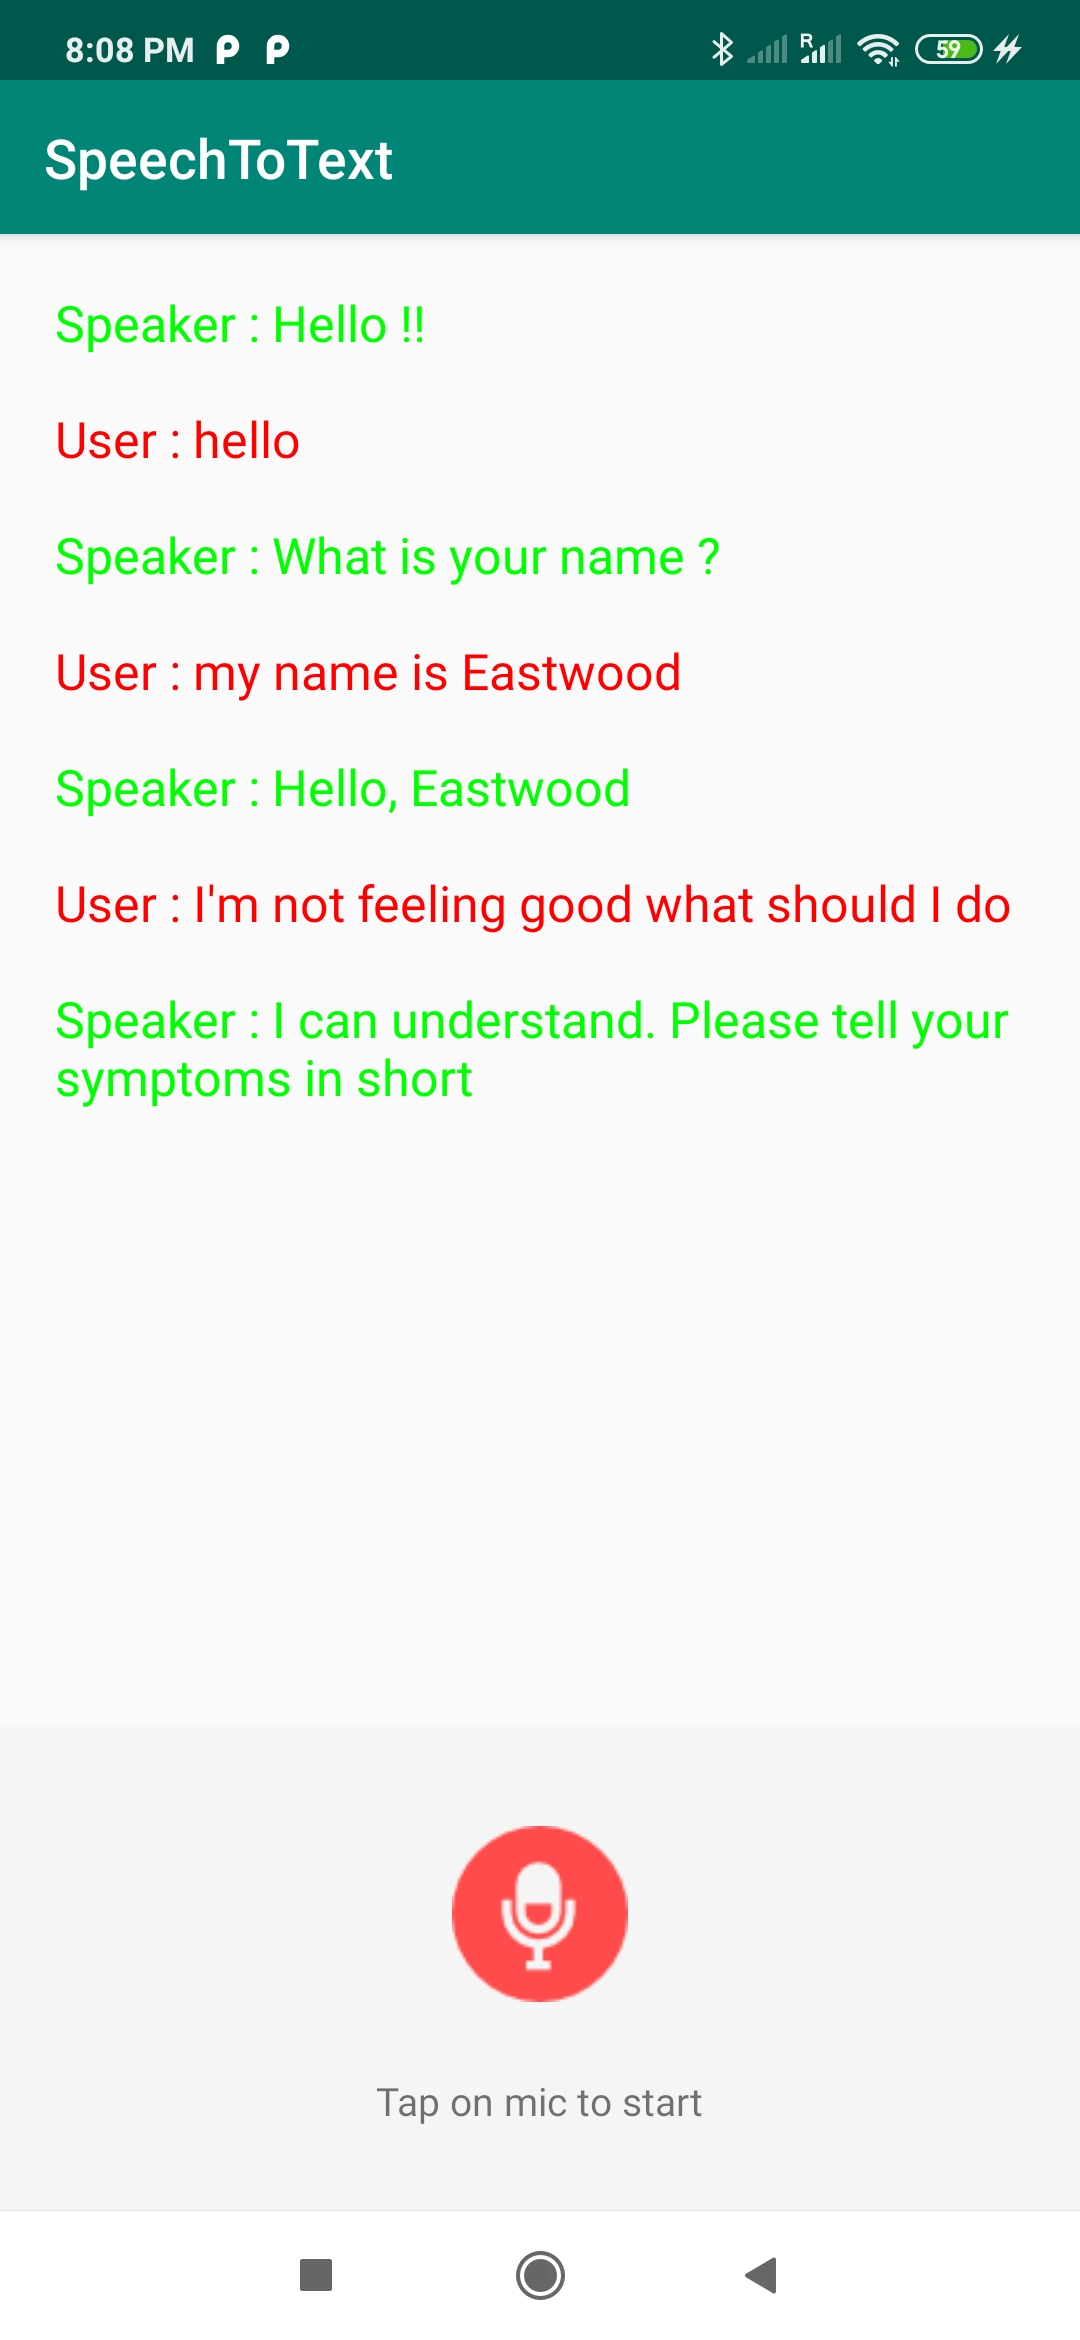 8:08 PM
R
59
SpeechToText
Speaker : Hello !!
User : hello
Speaker : What is your name ?
User : my name is Eastwood
Speaker : Hello, Eastwood
User : I'm not feeling good what should I do
Speaker : I can understand. Please tell your
symptoms in short
Tap on mic to start